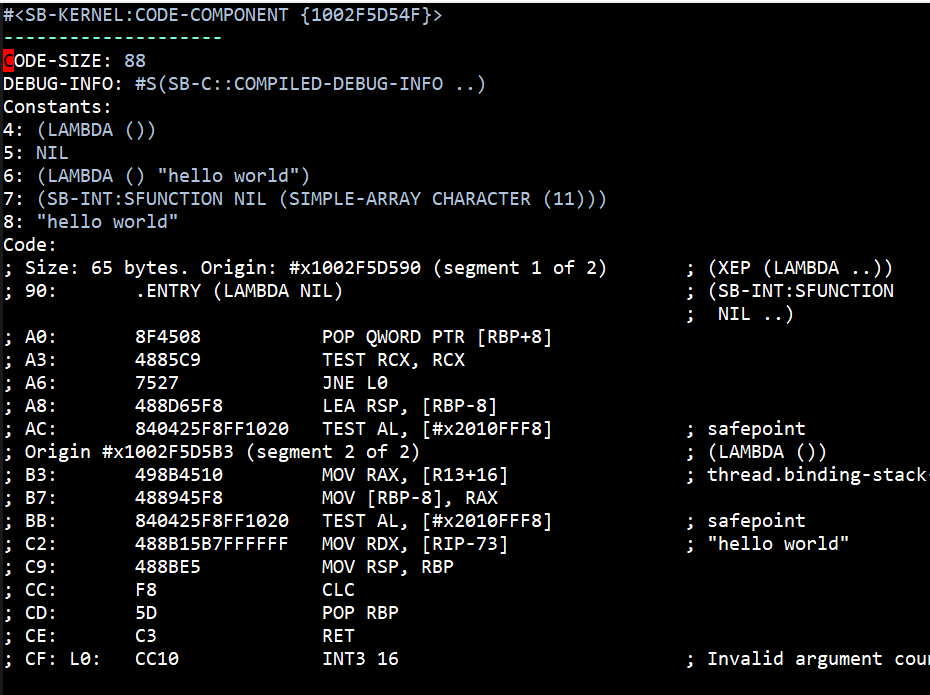 #<SB-KERNEL:CODE-COMPONENT {1002F5D54F}>
--------------------
CODE-SIZE: 88
DEBUG-INFO: #S(SB-C::COMPILED-DEBUG-INFO ..)
Constants:
4: (LAMBDA ())
5: NIL
6: (LAMBDA () "hello world")
7: (SB-INT:SFUNCTION NIL (SIMPLE-ARRAY CHARACTER (11)))
8: "hello world"
Code:
; Size: 65 bytes. Origin: #x1002F5D590 (segment 1 of 2)       ; (XEP (LAMBDA ..))
; 90:       .ENTRY (LAMBDA NIL)                               ; (SB-INT:SFUNCTION
                                                              ;  NIL ..)
; A0:       8F4508           POP QWORD PTR [RBP+8]
; A3:       4885C9           TEST RCX, RCX
; A6:       7527             JNE L0
; A8:       488D65F8         LEA RSP, [RBP-8]
; AC:       840425F8FF1020   TEST AL, [#x2010FFF8]            ; safepoint
; Origin #x1002F5D5B3 (segment 2 of 2)                        ; (LAMBDA ())
; B3:       498B4510         MOV RAX, [R13+16]                ; thread.binding-stack-
; B7:       488945F8         MOV [RBP-8], RAX
; BB:       840425F8FF1020   TEST AL, [#x2010FFF8]            ; safepoint
; C2:       488B15B7FFFFFF   MOV RDX, [RIP-73]                ; "hello world"
; C9:       488BE5           MOV RSP, RBP
; CC:       F8               CLC
; CD:       5D               POP RBP
; CE:       C3               RET
; CF: L0:   CC10             INT3 16                          ; Invalid argument cou